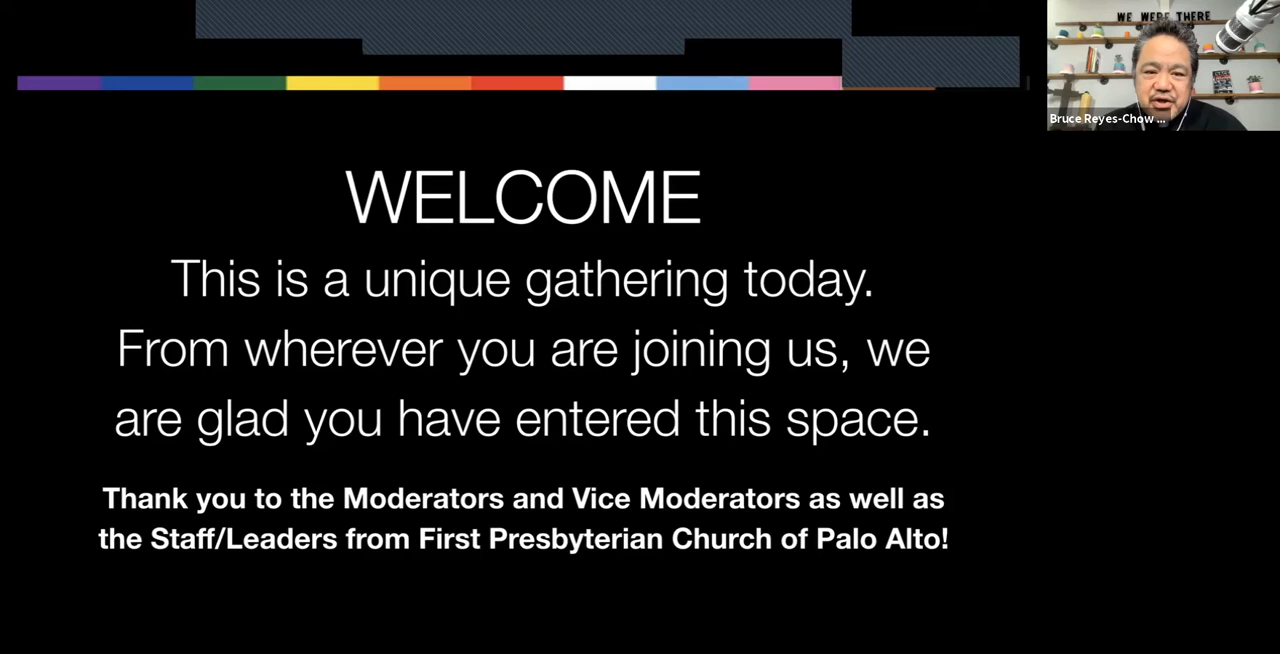 WE WERE THERE
Bruce Reyes-Chow ...
WELCOME
This is a unique gathering today.
From wherever you are joining us, we
are glad you have entered this space.
Thank you to the Moderators and Vice Moderators as well as
the Staff/Leaders from First Presbyterian Church of Palo Alto!